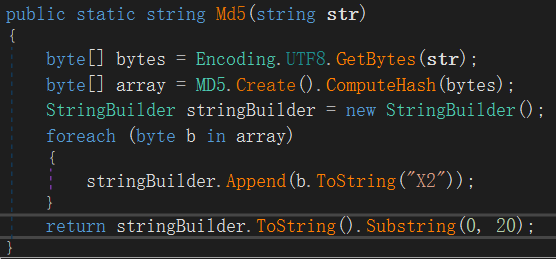 public static string Md5(string str)
{
    byte[] bytes = Encoding.UTF8.GetBytes(str);
    byte[] array = MD5.Create().ComputeHash(bytes);
    StringBuilder stringBuilder = new StringBuilder();
    foreach (byte b in array)
    {
        stringBuilder.Append(b.ToString("X2"));
    }
    return stringBuilder.ToString().Substring(0, 20);
}